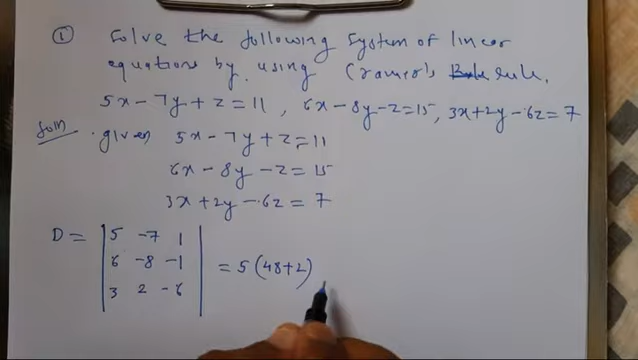 ① Solve the following System of linear
equations by using Cramer's rule.
5x - 7y + z = 11 , 6x - 8y - z = 15, 3x + 2y - 6z = 7
Soln . given 5x - 7y + z = 11
6x - 8y - z = 15
3x + 2y - 6z = 7
D = | 5 -7 1 |
| 6 -8 -1 | = 5 (48+2)
| 3 2 -6 |